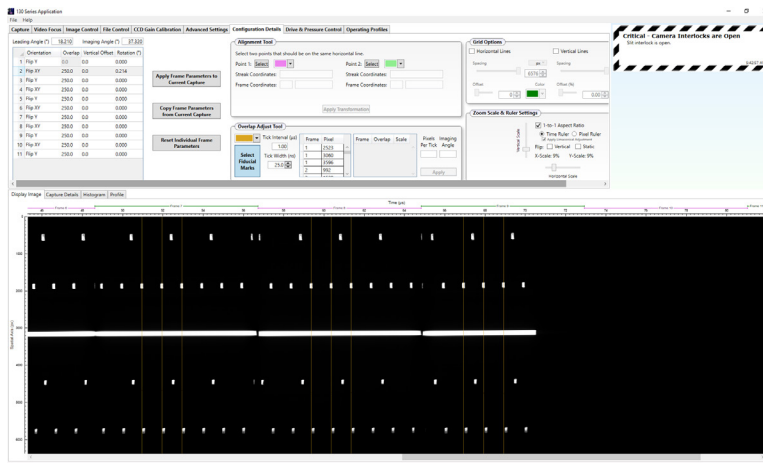 130 Series Application
File Help
Capture Video Focus Image Control File Control CCD Gain Calibration Advanced Settings Configuration Details Drive & Pressure Control Operating Profiles
Critical - Camera Interlocks are Open
Slit interlock is open.
Leading Angle (°) 18.210 Imaging Angle (°) 37.820
Orientation Overlap Vertical Offset Rotation (°)
1 Flip Y 0.0 0.0 0.000
2 Flip XY 250.0 0.0 0.214
3 Flip Y 250.0 0.0 0.000
4 Flip XY 250.0 0.0 0.000
5 Flip Y 250.0 0.0 0.000
6 Flip XY 250.0 0.0 0.000
7 Flip Y 250.0 0.0 0.000
8 Flip XY 250.0 0.0 0.000
9 Flip Y 250.0 0.0 0.000
10 Flip XY 250.0 0.0 0.000
11 Flip Y 250.0 0.0 0.000
Apply Frame Parameters to
Current Capture
Copy Frame Parameters
from Current Capture
Reset Individual Frame
Parameters
Alignment Tool
Select two points that should be on the same horizontal line.
Point 1: Select Point 2: Select
Streak Coordinates: Streak Coordinates:
Frame Coordinates: Frame Coordinates:
Apply Transformation
Overlap Adjust Tool
Tick Interval (µs)
1.00
Tick Width (ns)
25.0
Select
Fiducial
Marks
Frame Pixel
1 2525
1 3060
1 3596
2 902
Frame Overlap Scale
Pixels Per Tick
Imaging Angle
Apply
Grid Options
Horizontal Lines Vertical Lines
Spacing Spacing
6376
Offset Color Offset (%)
0 0.00
Zoom Scale & Ruler Settings
Vertical Scale
1-to-1 Aspect Ratio
Time Ruler Pixel Ruler
Flip: Vertical Static
X-Scale: 9% Y-Scale: 9%
Horizontal Scale
Display Image Capture Details Histogram Profile
Time (µs)